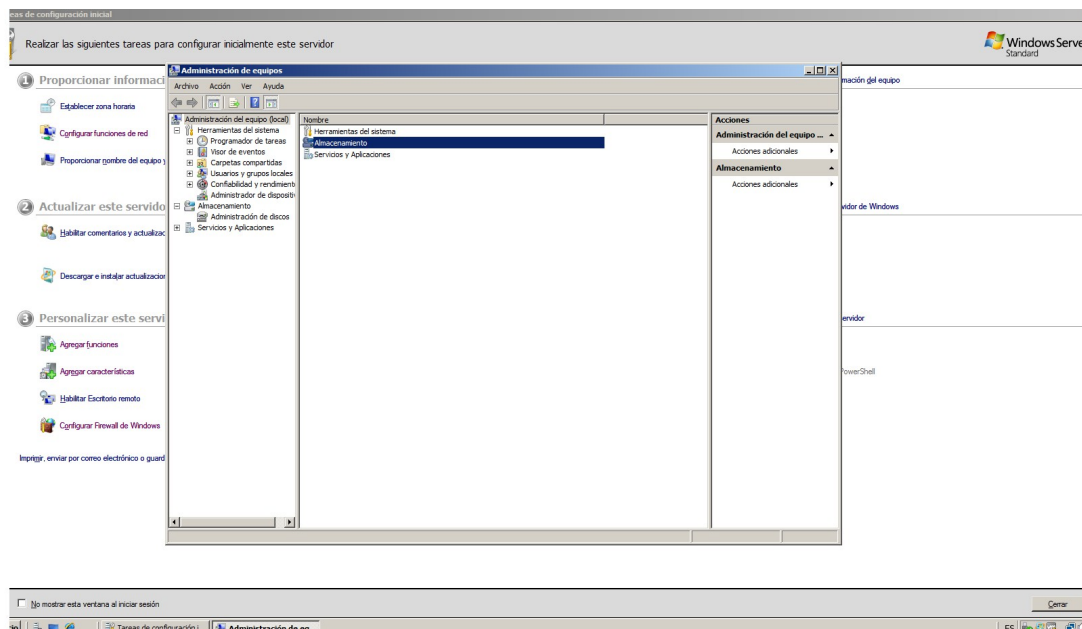 eas de configuración inicial
Realizar las siguientes tareas para configurar inicialmente este servidor
Windows Serve
Standard
1 Proporcionar informaci
mación del equipo
Establecer zona horaria
Configurar funciones de red
Proporcionar nombre del equipo y
2 Actualizar este servido
vidor de Windows
Habilitar comentarios y actualizac
Descargar e instalar actualizacion
3 Personalizar este servi
ervidor
Agregar funciones
Agregar características
PowerShell
Habilitar Escritorio remoto
Configurar Firewall de Windows
Imprimir, enviar por correo electrónico o guard
Administración de equipos
Archivo Acción Ver Ayuda
Administración del equipo (local)
Herramientas del sistema
Programador de tareas
Visor de eventos
Carpetas compartidas
Usuarios y grupos locales
Confiabilidad y rendimient
Administrador de dispositi
Almacenamiento
Administración de discos
Servicios y Aplicaciones
Nombre
Herramientas del sistema
Almacenamiento
Servicios y Aplicaciones
Acciones
Administración del equipo ...
Acciones adicionales
Almacenamiento
Acciones adicionales
No mostrar esta ventana al iniciar sesión
Cerrar
Tareas de configuración i...
Administración de eq...
ES